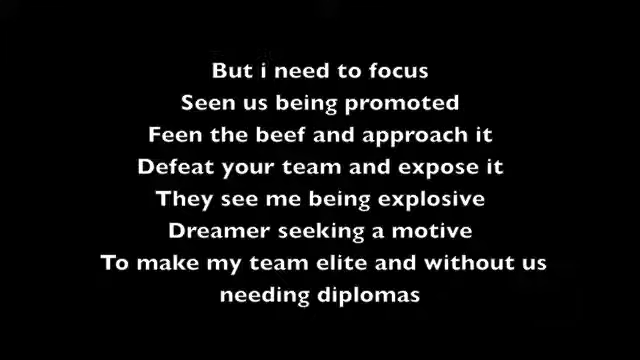 But i need to focus
Seen us being promoted
Feen the beef and approach it
Defeat your team and expose it
They see me being explosive
Dreamer seeking a motive
To make my team elite and without us
needing diplomas